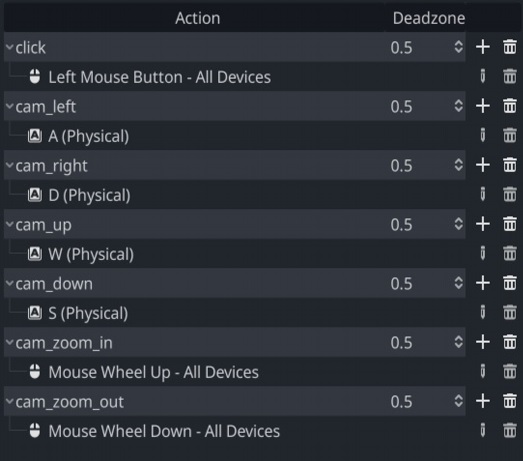 Action Deadzone
click 0.5
Left Mouse Button - All Devices
cam_left 0.5
A (Physical)
cam_right 0.5
D (Physical)
cam_up 0.5
W (Physical)
cam_down 0.5
S (Physical)
cam_zoom_in 0.5
Mouse Wheel Up - All Devices
cam_zoom_out 0.5
Mouse Wheel Down - All Devices